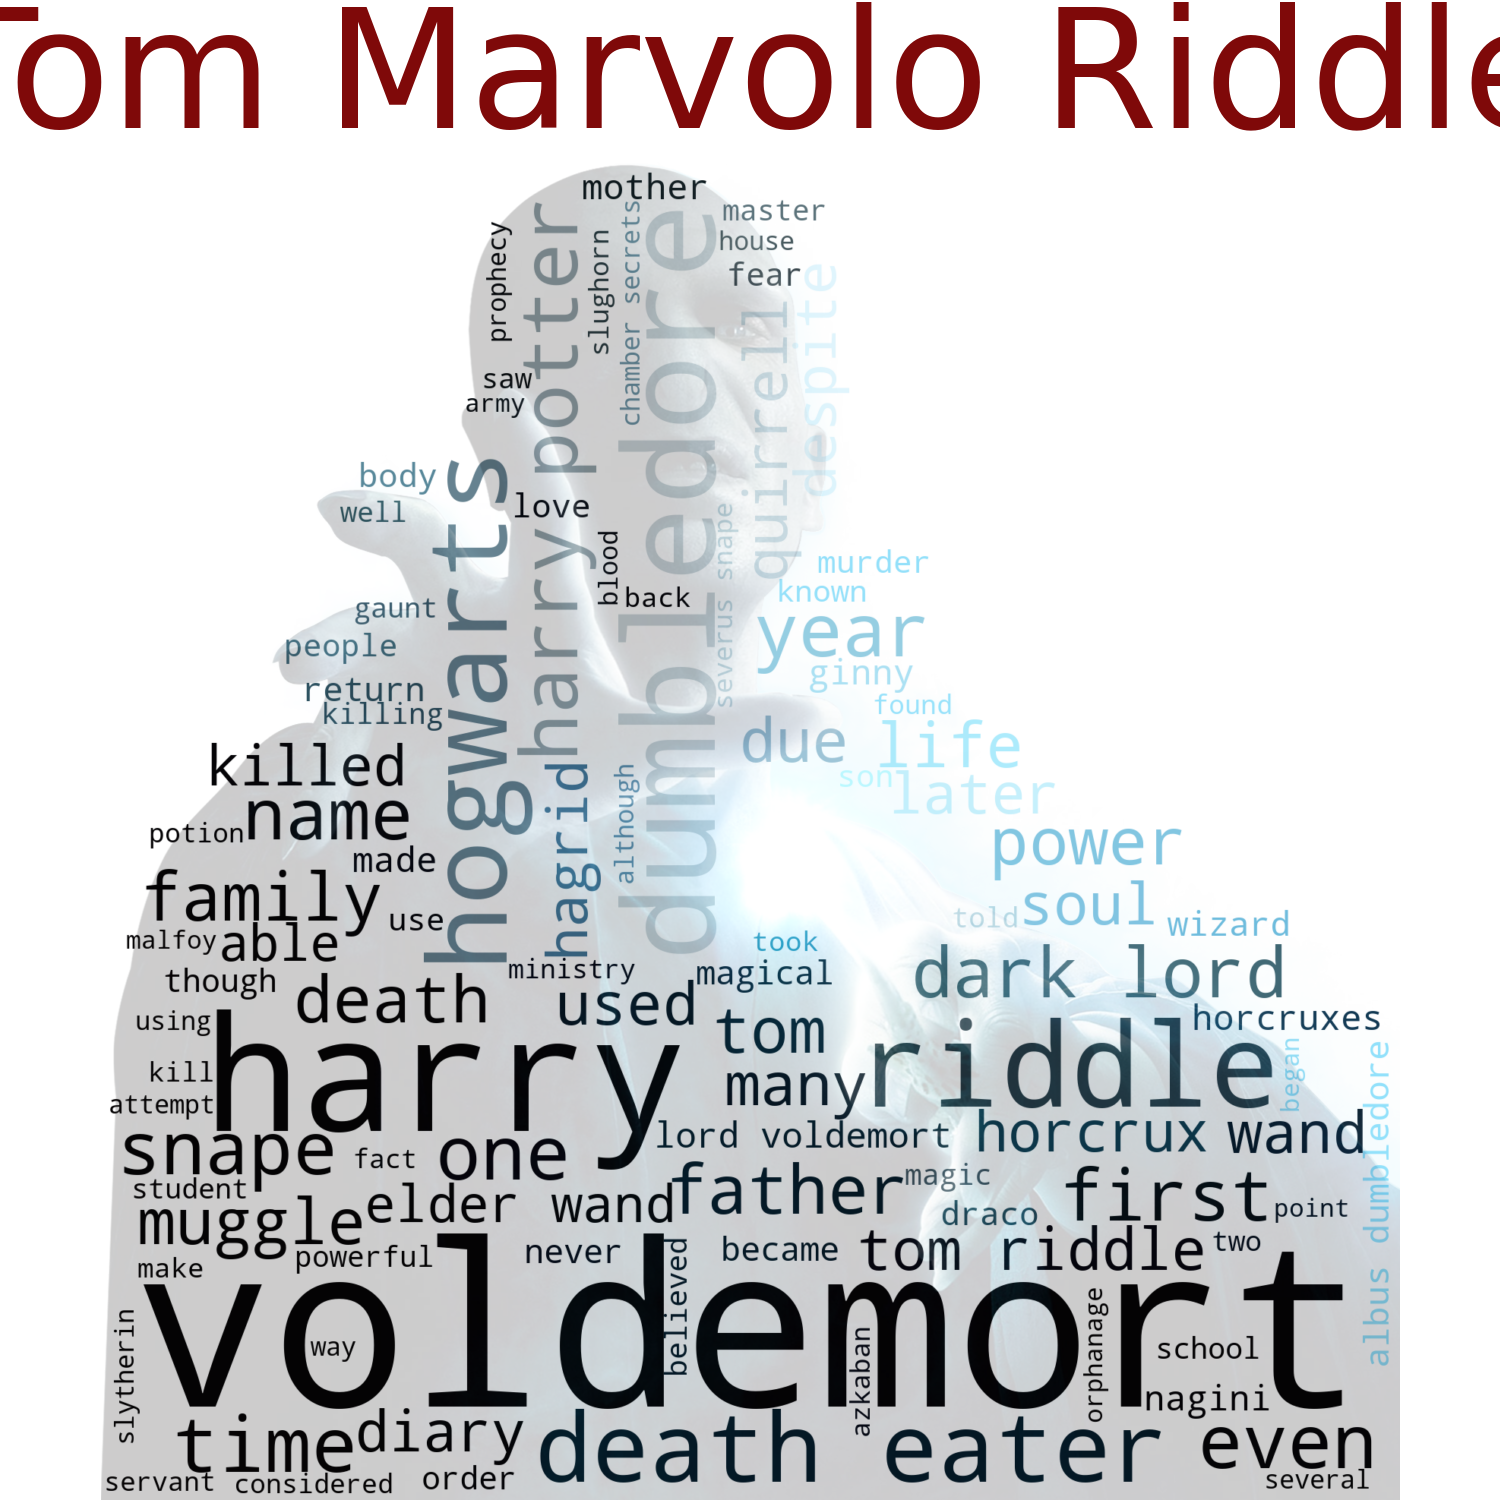 Tom Marvolo Riddle
mother
master
house
fear
prophecy
harry potter
slughorn
chamber secrets
dumbledore
quirrell
despite
saw
army
body
well
hogwarts
love
blood
back
severus snape
murder
known
year
ginny
found
gaunt
people
return
killing
due
life
son
later
killed
name
potion
made
hagrid
although
power
family
use
told
soul
wizard
malfoy
able
took
though
ministry
magical
dark lord
death
used
using
tom
horcruxes
harry
many
riddle
began
albus dumbledore
kill
attempt
snape
fact
one
lord voldemort
horcrux
wand
student
muggle
elder wand
father
magic
draco
first
point
powerful
make
never
believed
became
tom riddle
two
voldemort
way
slytherin
azkaban
orphanage
school
nagini
time
diary
death eater
even
servant
considered
order
several